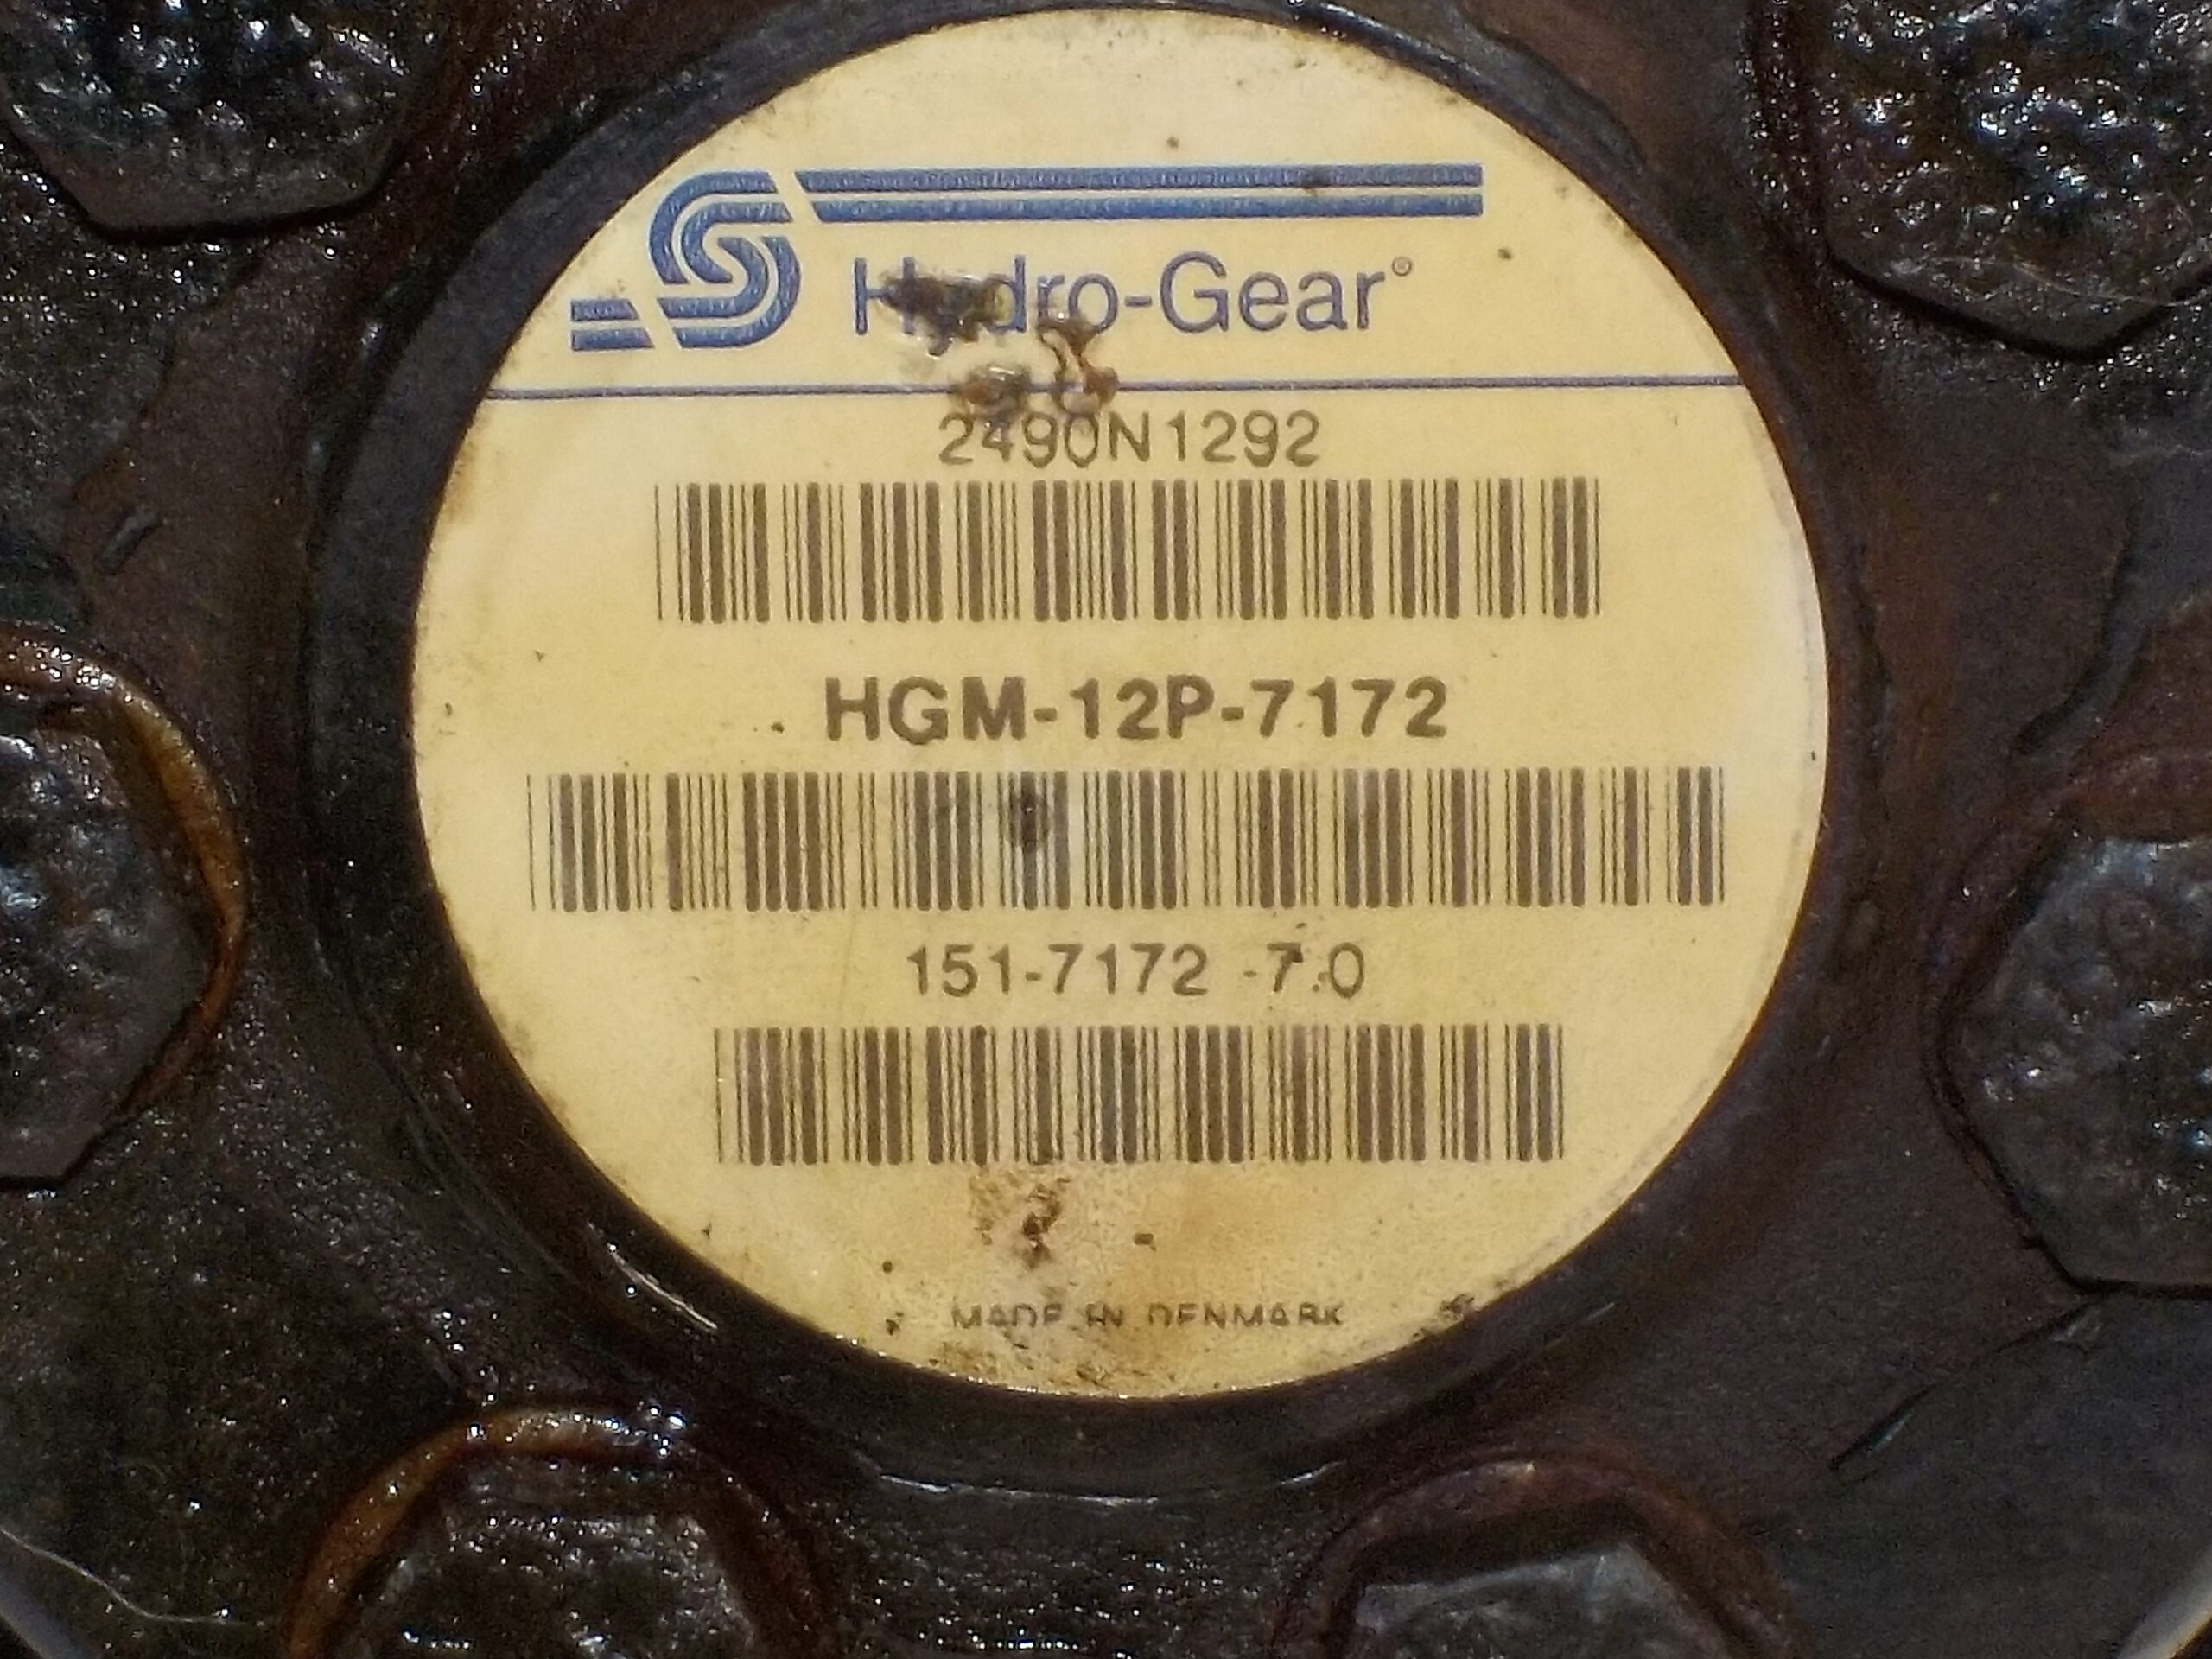 Hydro-Gear®
2490N1292
HGM-12P-7172
151-7172 -7.0
MADE IN DENMARK